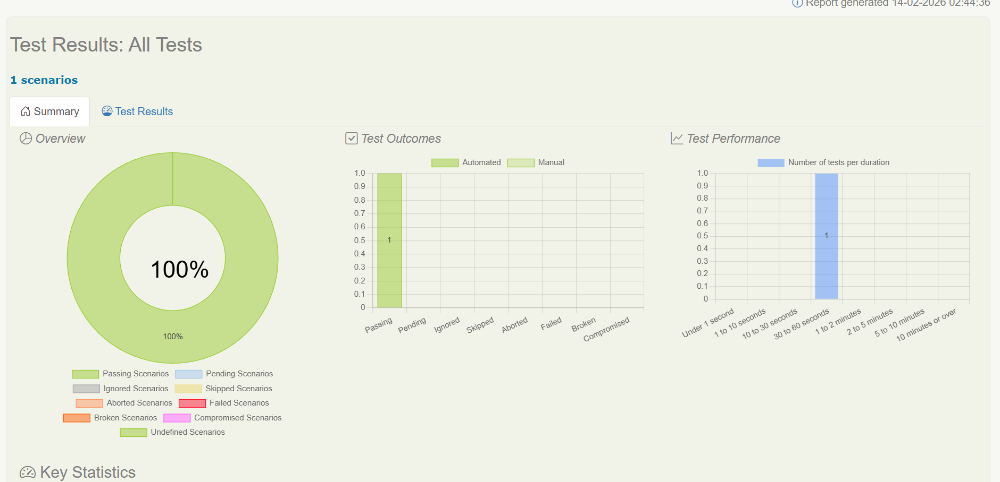 Report generated 14-02-2026 02:44:36
Test Results: All Tests
1 scenarios
Summary
Test Results
Overview
100%
100%
Passing Scenarios
Pending Scenarios
Ignored Scenarios
Skipped Scenarios
Aborted Scenarios
Failed Scenarios
Broken Scenarios
Compromised Scenarios
Undefined Scenarios
Test Outcomes
Automated
Manual
1.0
0.9
0.8
0.7
0.6
0.5
0.4
0.3
0.2
0.1
0
1
Passing
Pending
Ignored
Skipped
Aborted
Failed
Broken
Compromised
Test Performance
Number of tests per duration
1.0
0.9
0.8
0.7
0.6
0.5
0.4
0.3
0.2
0.1
0
1
Under 1 second
1 to 10 seconds
10 to 30 seconds
30 to 60 seconds
1 to 2 minutes
2 to 5 minutes
5 to 10 minutes
10 minutes or over
Key Statistics